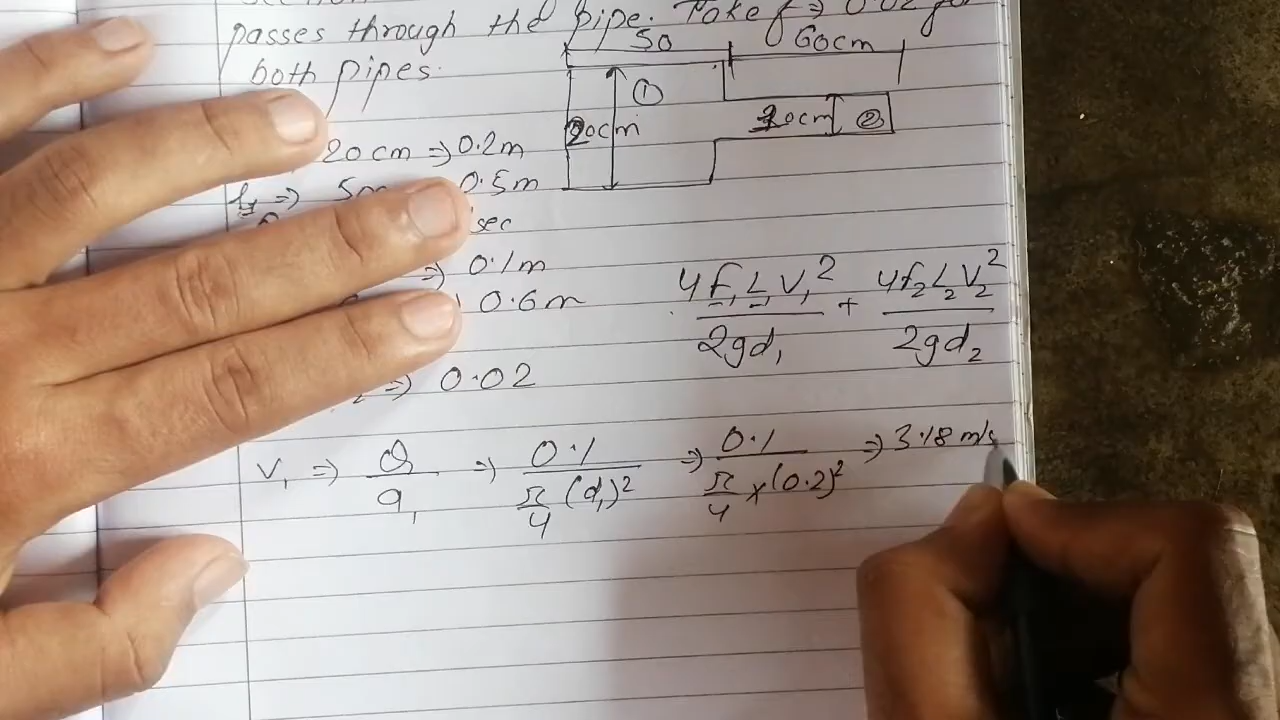 passes through the pipe. Take f ⇒ 0.02 for
both pipes.
50 60cm
①
20cm 10cm ②
20 cm ⇒ 0.2m
⇒ 0.5m
sec
⇒ 0.1m
0.6m
4f₁L₁V₁²/2gd₁ + 4f₂L₂V₂²/2gd₂
⇒ 0.02
V₁ ⇒ Q/a₁ ⇒ 0.1/(π/4 (d₁)²) ⇒ 0.1/(π/4 × (0.2)²) ⇒ 3.18 m/s